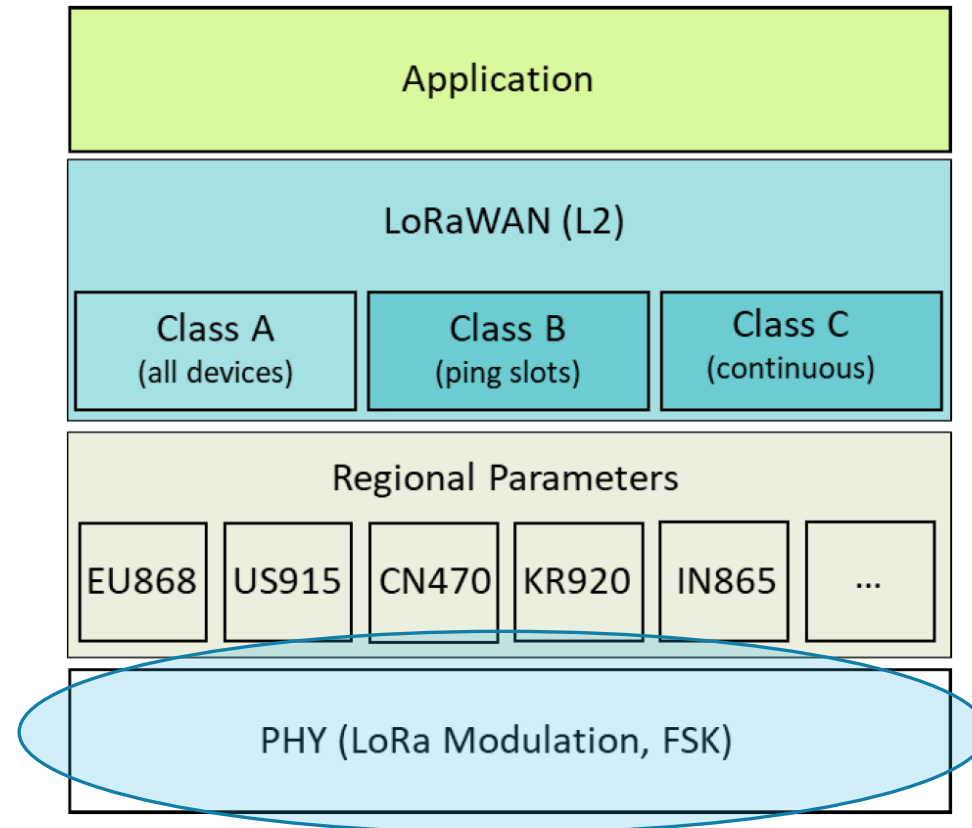 Application
LoRaWAN (L2)
Class A
(all devices)
Class B
(ping slots)
Class C
(continuous)
Regional Parameters
EU868
US915
CN470
KR920
IN865
...
PHY (LoRa Modulation, FSK)